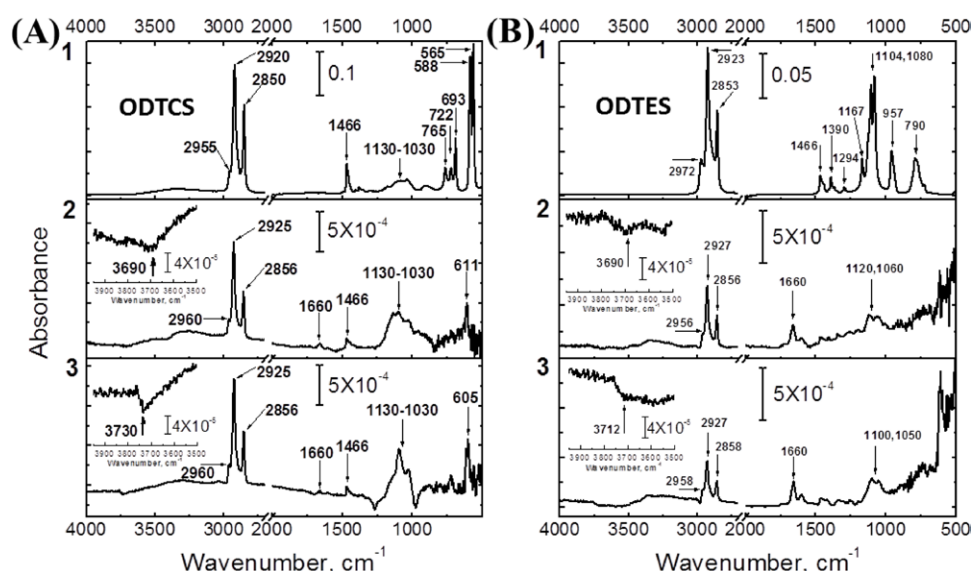 (A)
4000 3500 3000 2500 2000 1500 1000
1
ODTCS
2920
2850
2955
0.1
1466
1130-1030
765
722
693
588
565
2
5X10⁻⁴
2925
2856
2960
1660
1466
1130-1030
611
3690
4X10⁻⁵
3900 3800 3700 3600 3500
Wavenumber, cm⁻¹
3
5X10⁻⁴
2925
2856
2960
1660
1466
1130-1030
605
3730
4X10⁻⁵
3900 3800 3700 3600 3500
Wavenumber, cm⁻¹
Absorbance
4000 3500 3000 2500 2000 1500 1000
Wavenumber, cm⁻¹
(B)
4000 3500 3000 2500 2000 1500 1000 500
1
ODTES
2923
2853
2972
0.05
1466
1390
1294
1167
1104,1080
957
790
2
5X10⁻⁴
2927
2856
2956
1660
1120,1060
3690
4X10⁻⁵
3900 3800 3700 3600 3500
Wavenumber, cm⁻¹
3
5X10⁻⁴
2927
2858
2958
1660
1100,1050
3712
4X10⁻⁵
3900 3800 3700 3600 3500
Wavenumber, cm⁻¹
4000 3500 3000 2500 2000 1500 1000 500
Wavenumber, cm⁻¹